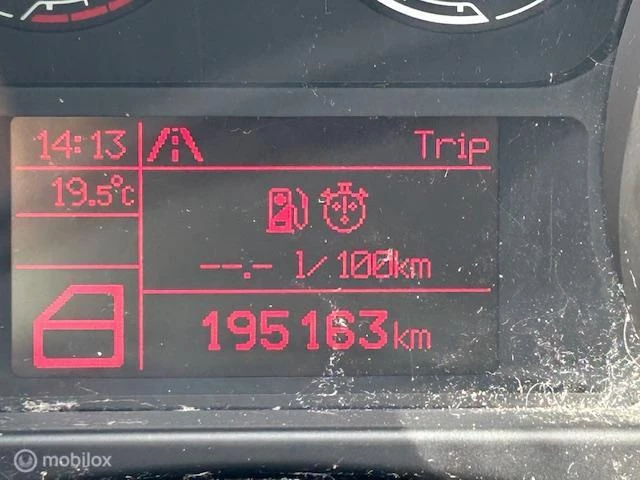 14:13
Trip
19.5°c
--.- l/100km
195163km
mobilox